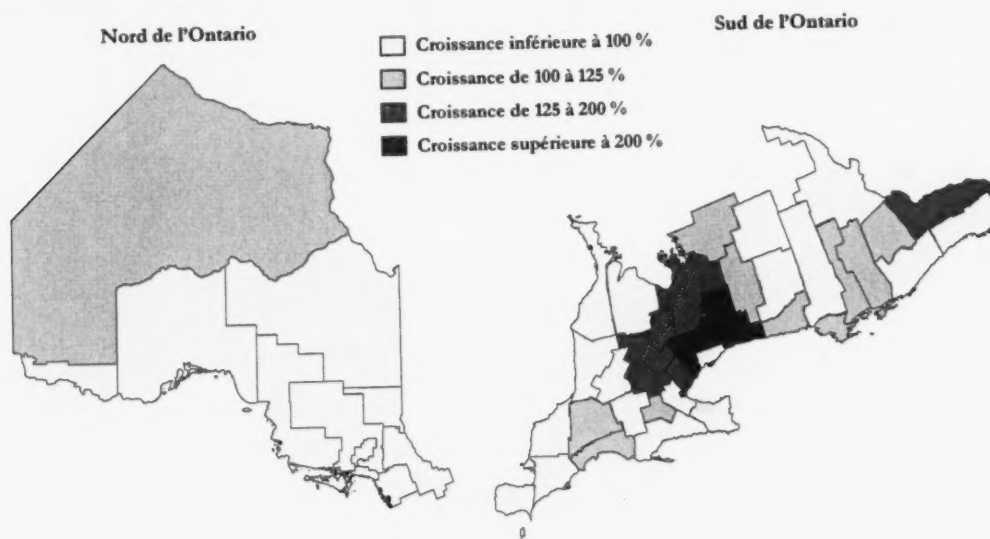 Nord de l'Ontario
Croissance inférieure à 100 %
Croissance de 100 à 125 %
Croissance de 125 à 200 %
Croissance supérieure à 200 %
Sud de l'Ontario